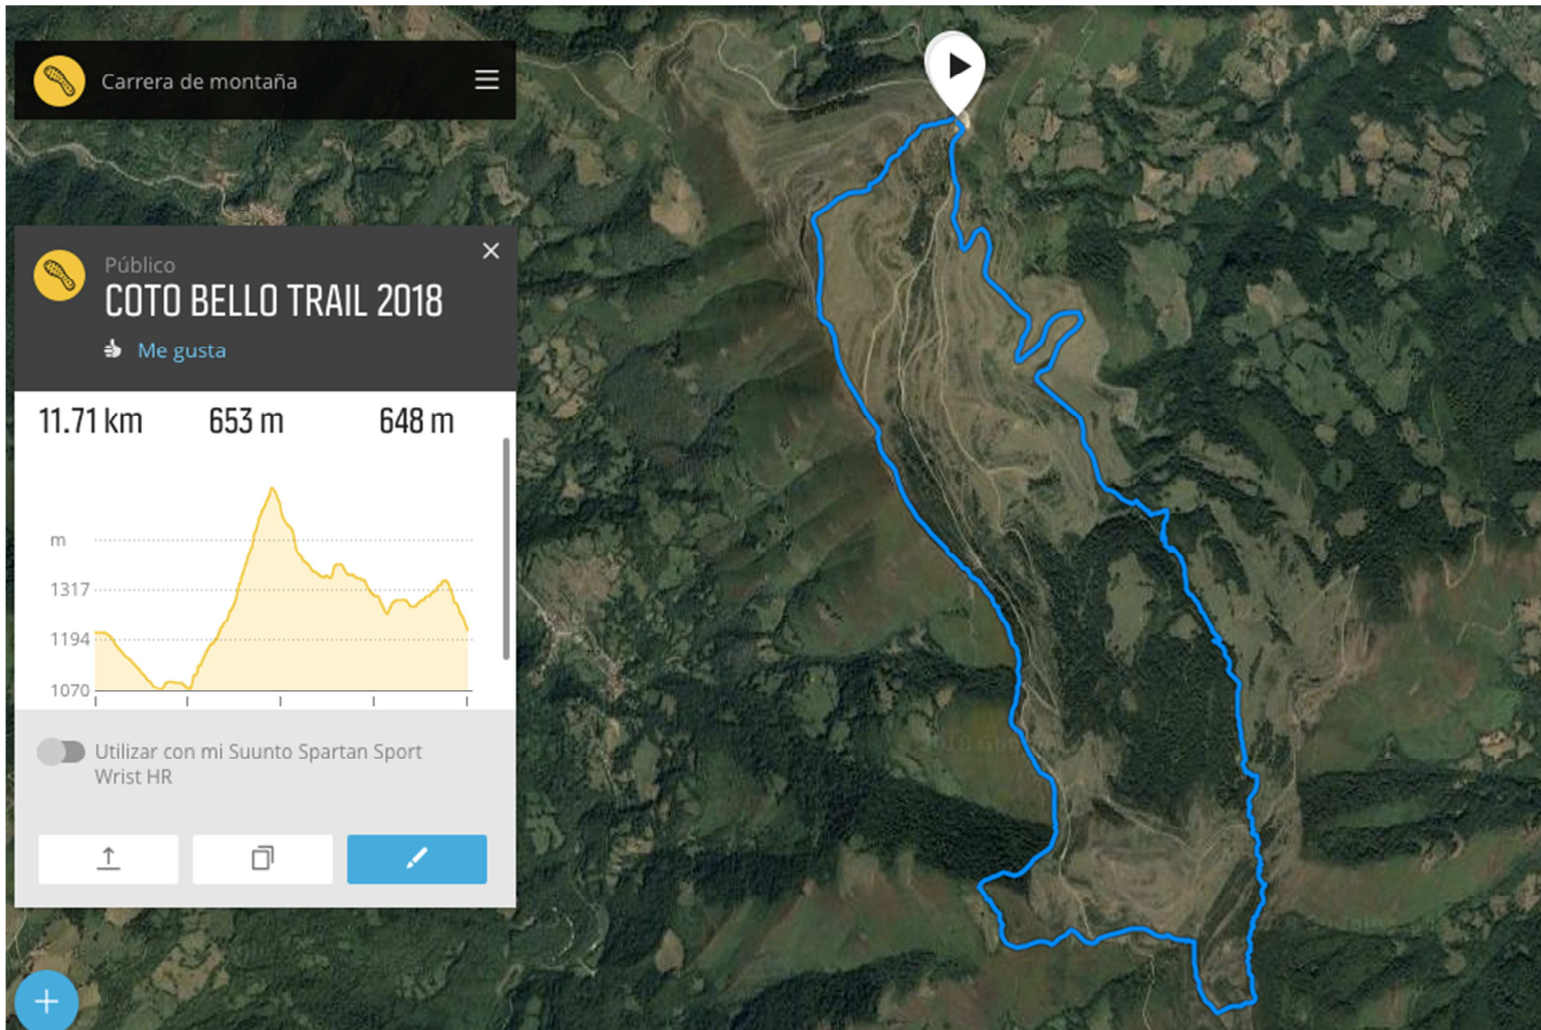 Carrera de montaña
Público
COTO BELLO TRAIL 2018
Me gusta
11.71 km 653 m 648 m
m
1317
1194
1070
Utilizar con mi Suunto Spartan Sport
Wrist HR